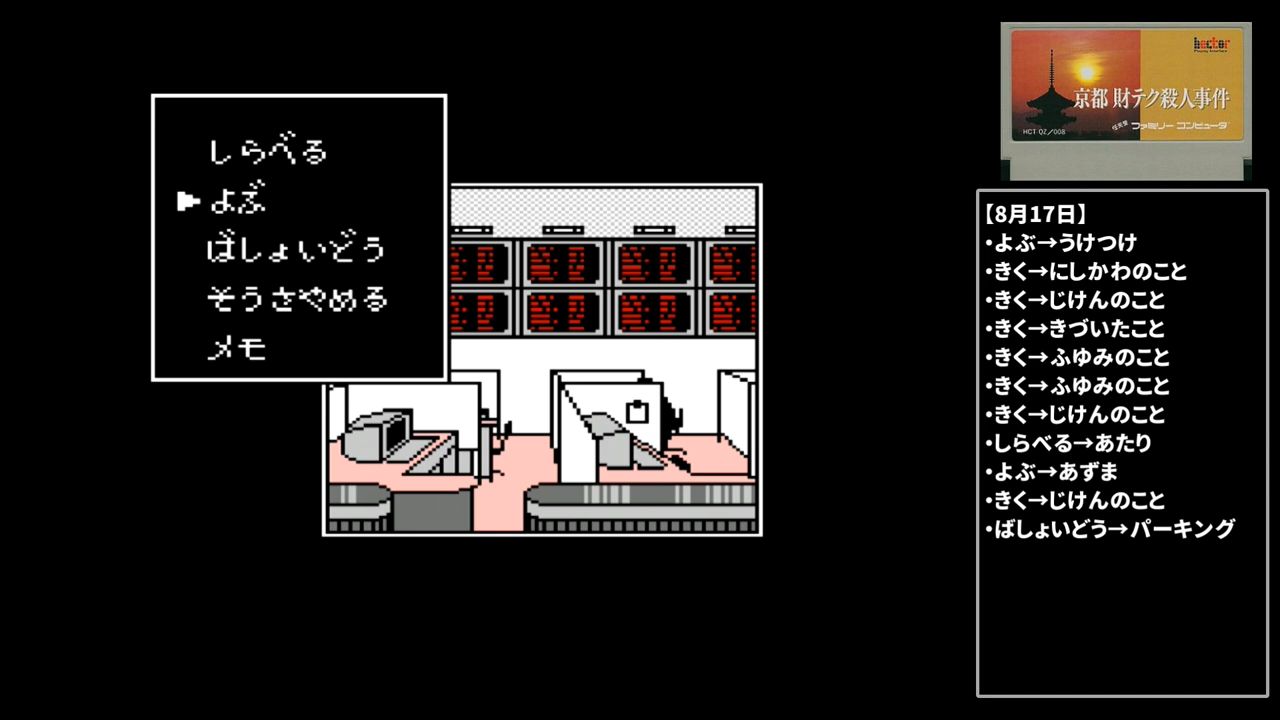 しらべる
よぶ
ばしょいどう
そうさやめる
メモ
hector
京都 財テク殺人事件
HCT QZ/008
ファミリー コンピュータ
【8月17日】
・よぶ→うけつけ
・きく→にしかわのこと
・きく→じけんのこと
・きく→きづいたこと
・きく→ふゆみのこと
・きく→ふゆみのこと
・きく→じけんのこと
・しらべる→あたり
・よぶ→あずま
・きく→じけんのこと
・ばしょいどう→パーキング